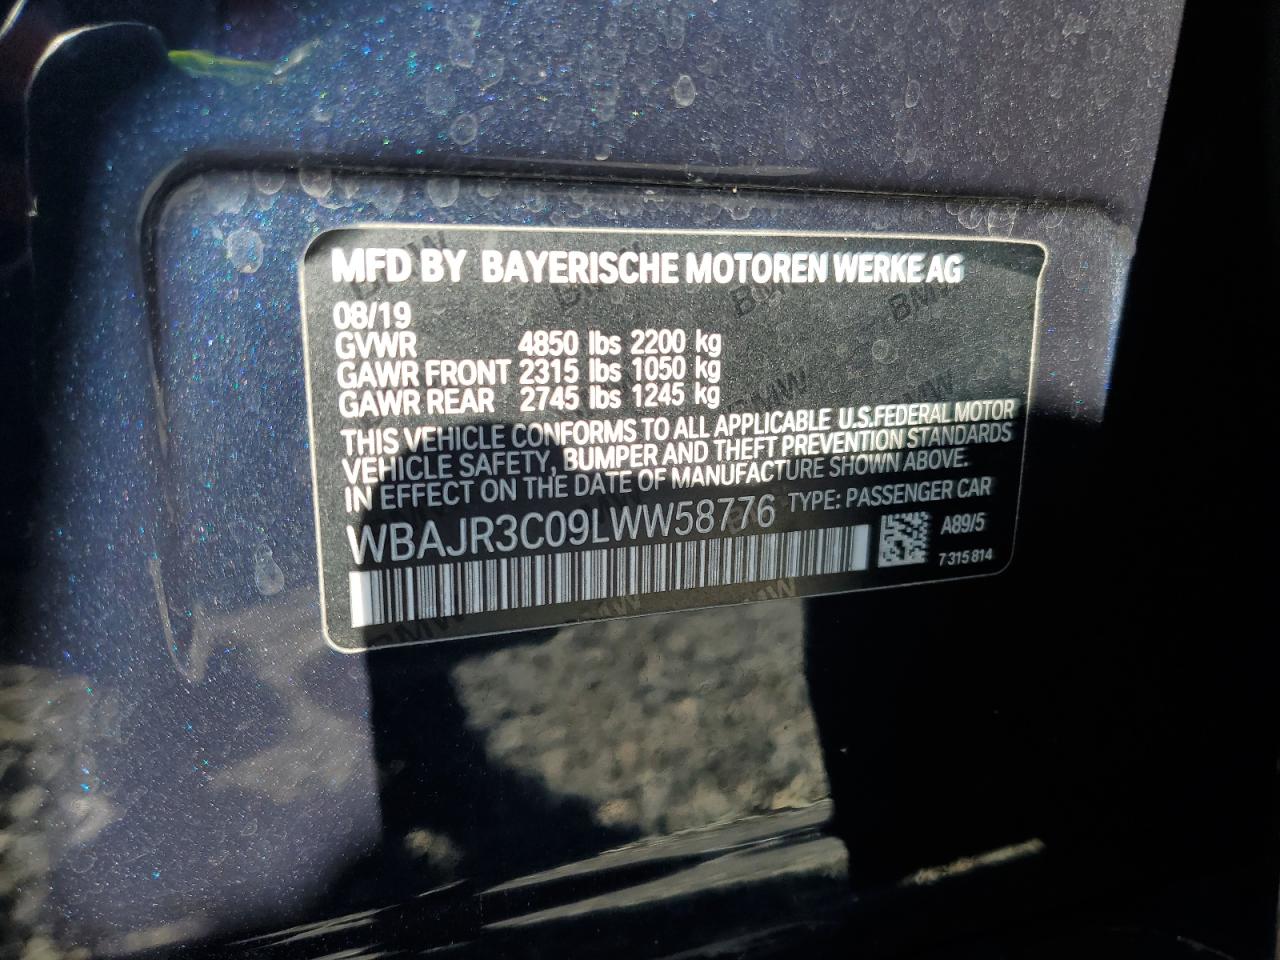 MFD BY BAYERISCHE MOTOREN WERKE AG
08/19
GVWR 4850 lbs 2200 kg
GAWR FRONT 2315 lbs 1050 kg
GAWR REAR 2745 lbs 1245 kg
THIS VEHICLE CONFORMS TO ALL APPLICABLE U.S.FEDERAL MOTOR
VEHICLE SAFETY, BUMPER AND THEFT PREVENTION STANDARDS
IN EFFECT ON THE DATE OF MANUFACTURE SHOWN ABOVE.
WBAJR3C09LWW58776 TYPE: PASSENGER CAR
A89/5
7 315 814